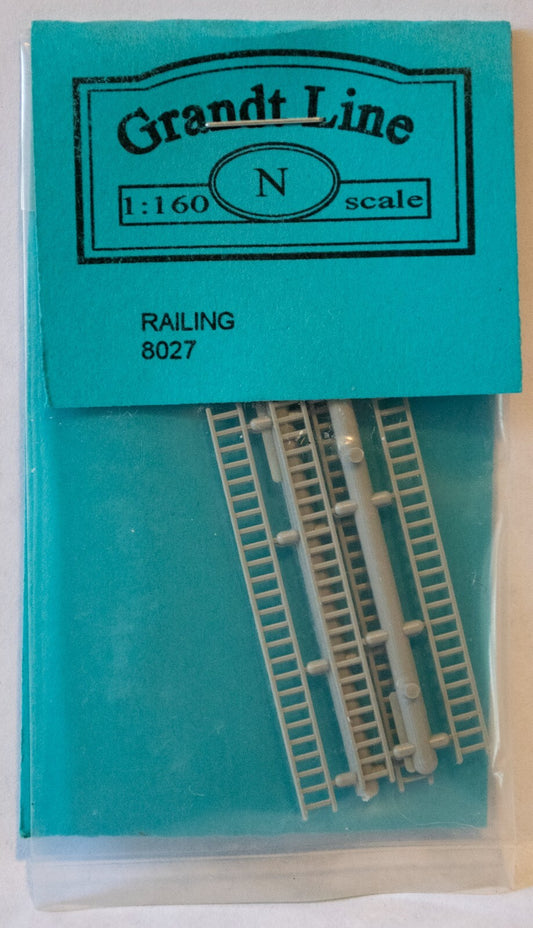 Grandt Line
1:160 N scale
RAILING
8027